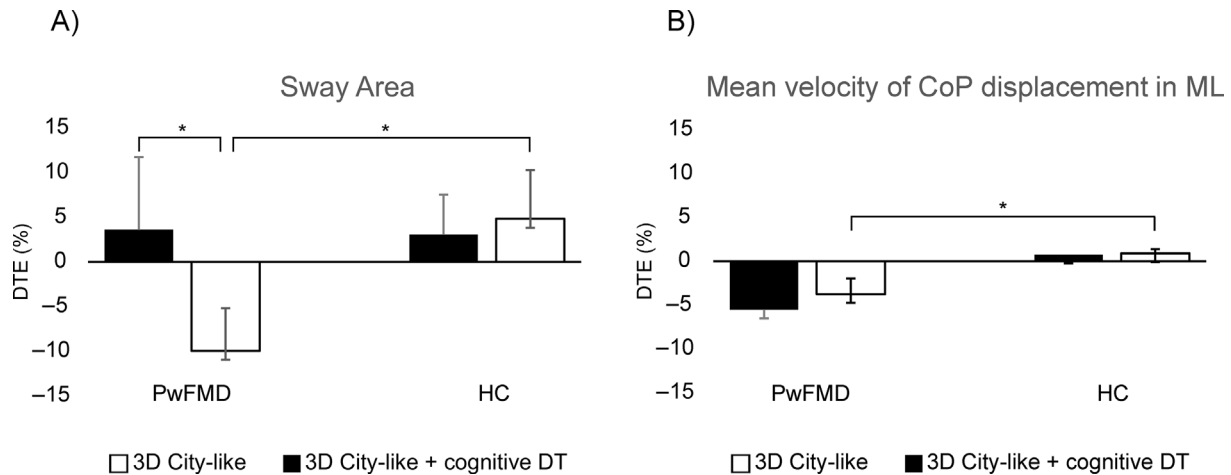 A)
Sway Area
15
10
5
0
–5
–10
–15
DTE (%)
*
*
PwFMD
HC
3D City-like
3D City-like + cognitive DT
B)
Mean velocity of CoP displacement in ML
15
10
5
0
–5
–10
–15
DTE (%)
*
PwFMD
HC
3D City-like
3D City-like + cognitive DT